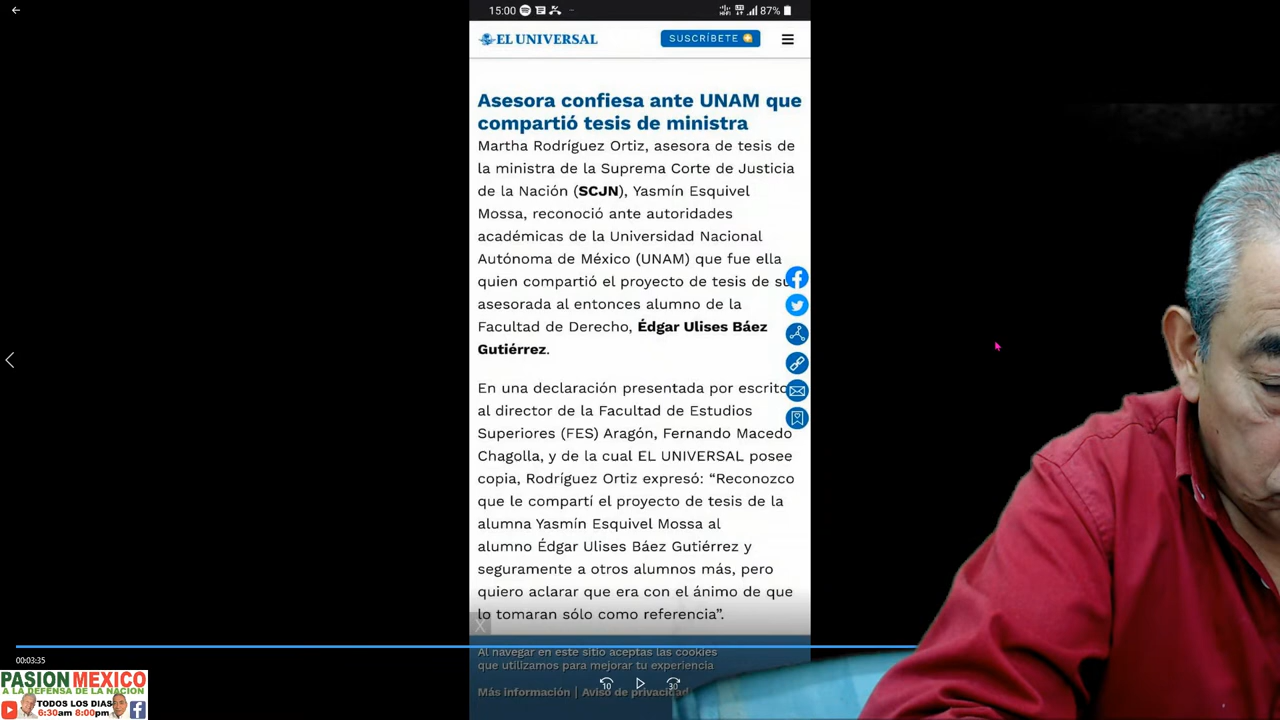 15:00
87%
EL UNIVERSAL
SUSCRÍBETE
Asesora confiesa ante UNAM que
compartió tesis de ministra
Martha Rodríguez Ortiz, asesora de tesis de
la ministra de la Suprema Corte de Justicia
de la Nación (SCJN), Yasmín Esquivel
Mossa, reconoció ante autoridades
académicas de la Universidad Nacional
Autónoma de México (UNAM) que fue ella
quien compartió el proyecto de tesis de su
asesorada al entonces alumno de la
Facultad de Derecho, Édgar Ulises Báez
Gutiérrez.
En una declaración presentada por escrito
al director de la Facultad de Estudios
Superiores (FES) Aragón, Fernando Macedo
Chagolla, y de la cual EL UNIVERSAL posee
copia, Rodríguez Ortiz expresó: “Reconozco
que le compartí el proyecto de tesis de la
alumna Yasmín Esquivel Mossa al
alumno Édgar Ulises Báez Gutiérrez y
seguramente a otros alumnos más, pero
quiero aclarar que era con el ánimo de que
lo tomaran sólo como referencia”.
X
Al navegar en este sitio aceptas las cookies
que utilizamos para mejorar tu experiencia
Más información | Aviso de privacidad
10
30
00:03:35
PASION MEXICO
A LA DEFENSA DE LA NACION
TODOS LOS DIAS
6:30am 8:00pm